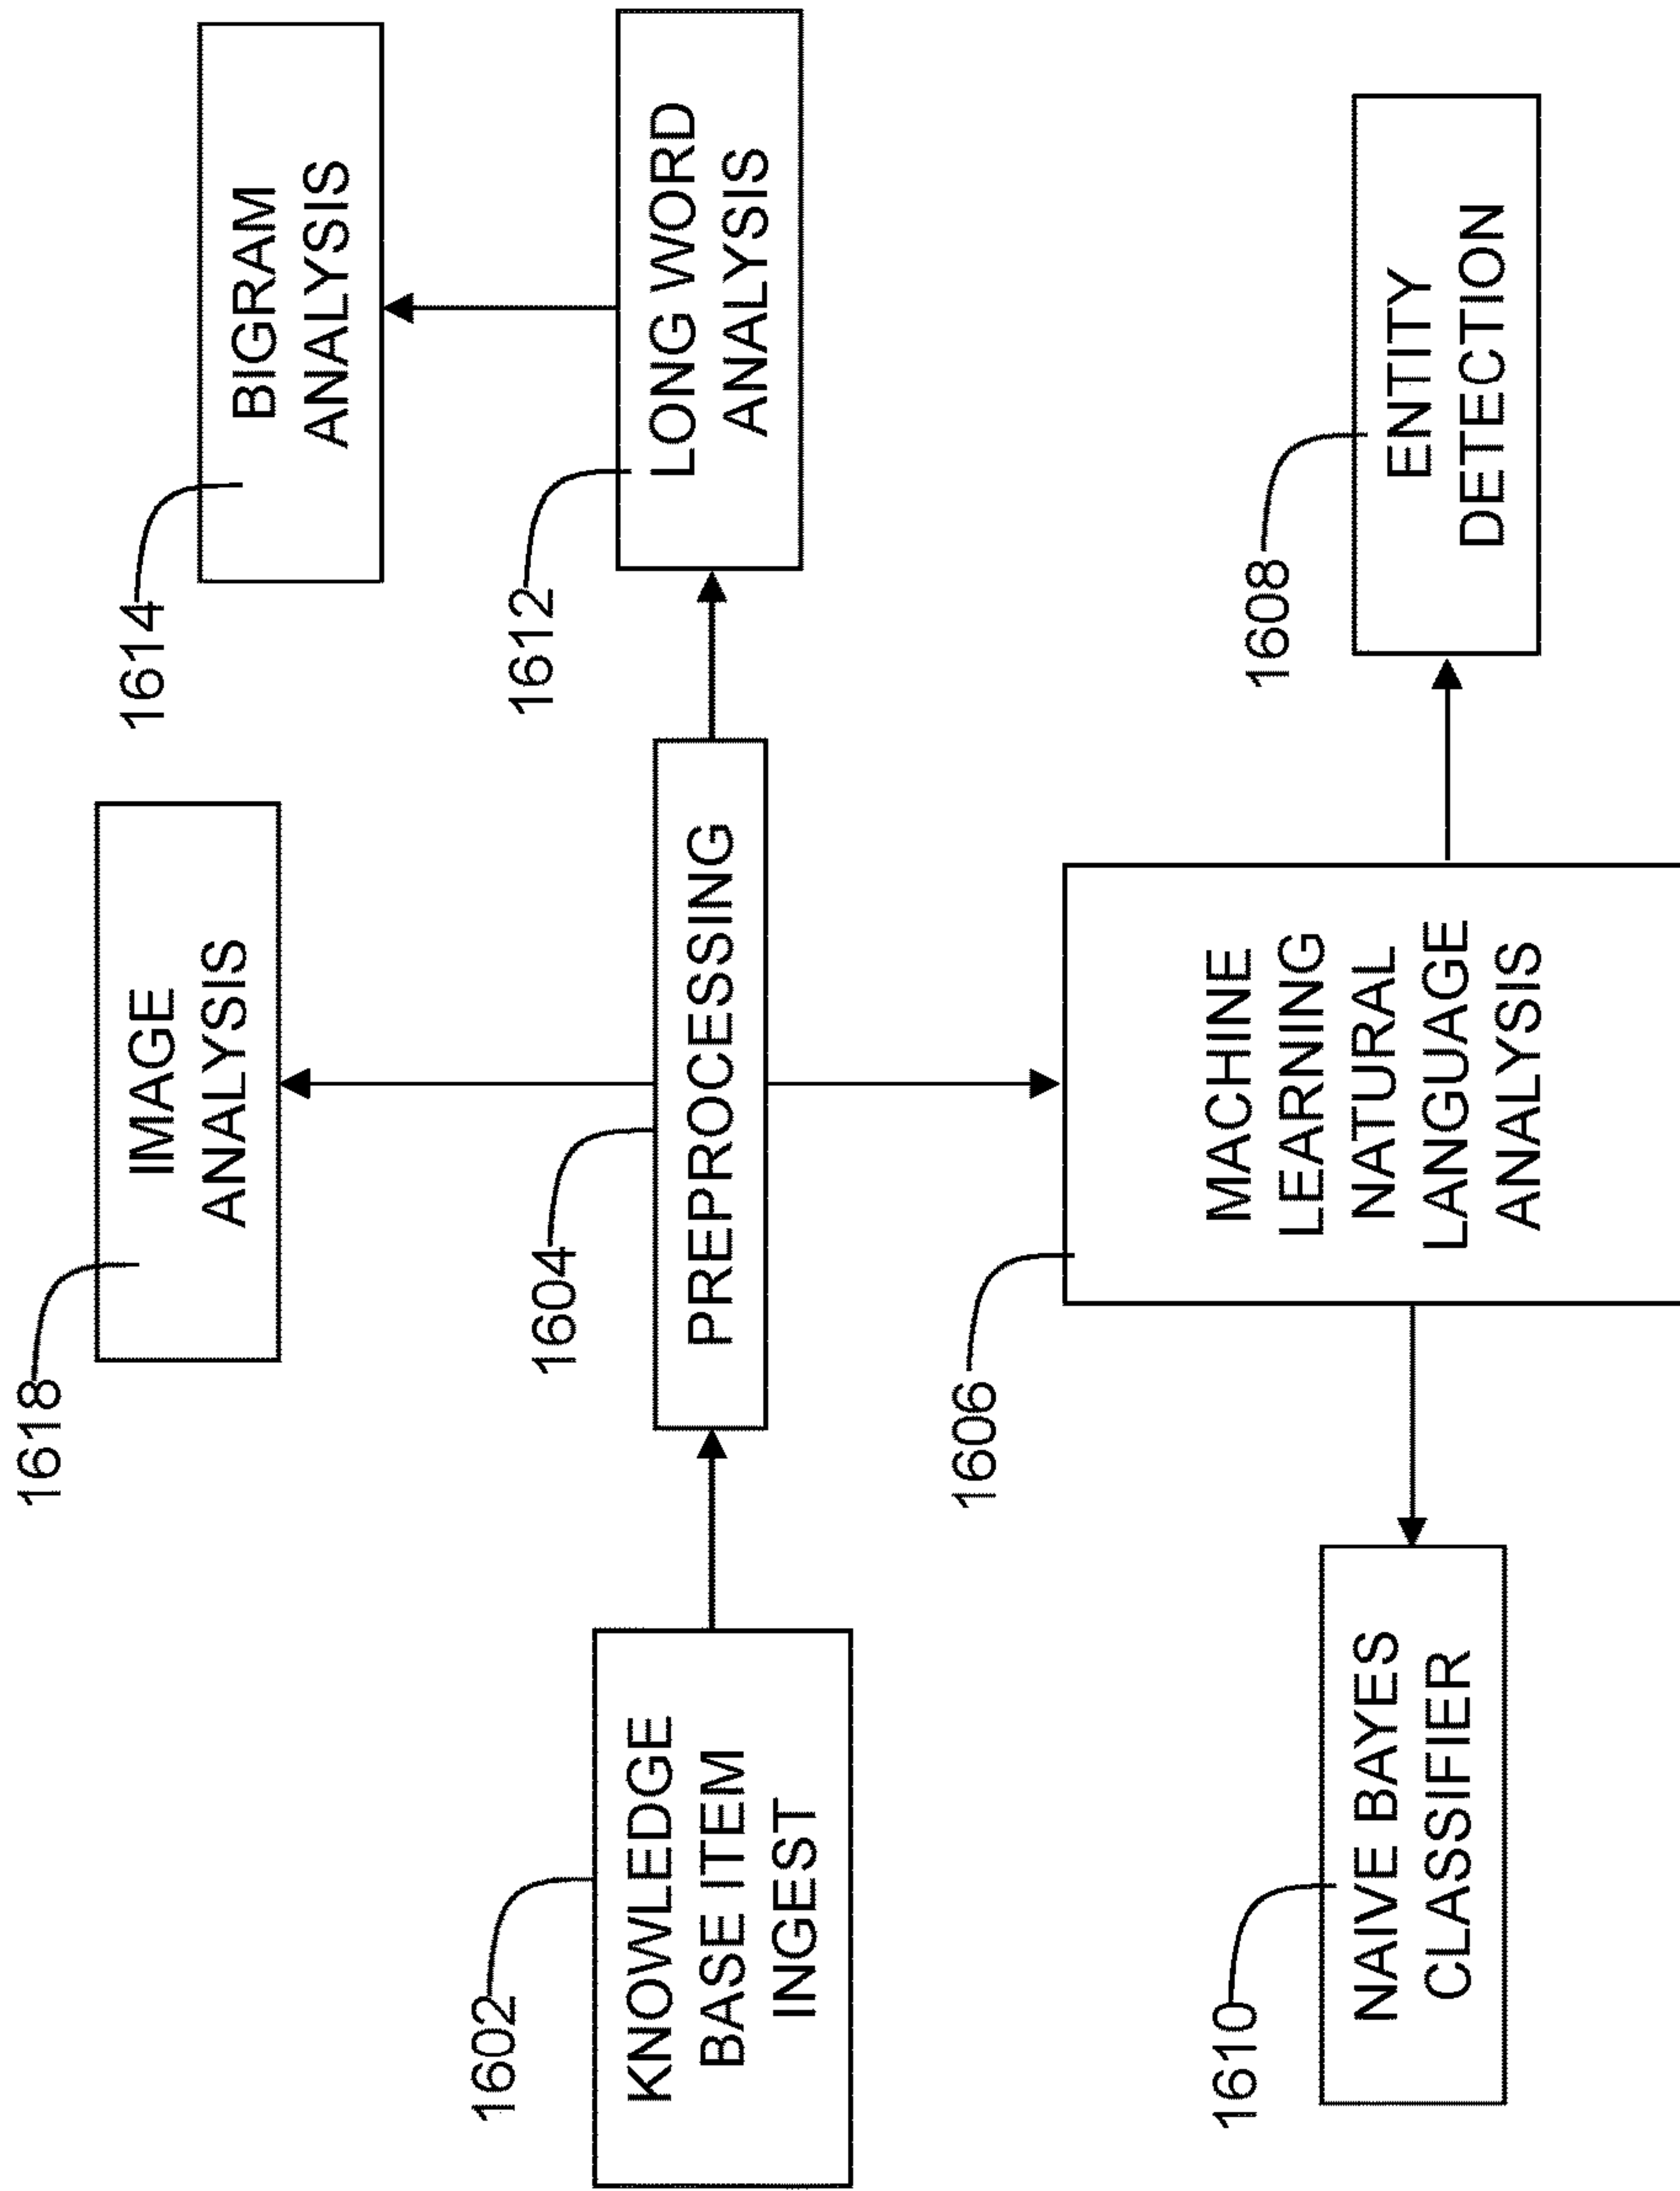 1618
IMAGE
ANALYSIS
1614
BIGRAM
ANALYSIS
1602
KNOWLEDGE
BASE ITEM
INGEST
1604
PREPROCESSING
1612
LONG WORD
ANALYSIS
1606
MACHINE
LEARNING
NATURAL
LANGUAGE
ANALYSIS
1610
NAIVE BAYES
CLASSIFIER
1608
ENTITY
DETECTION